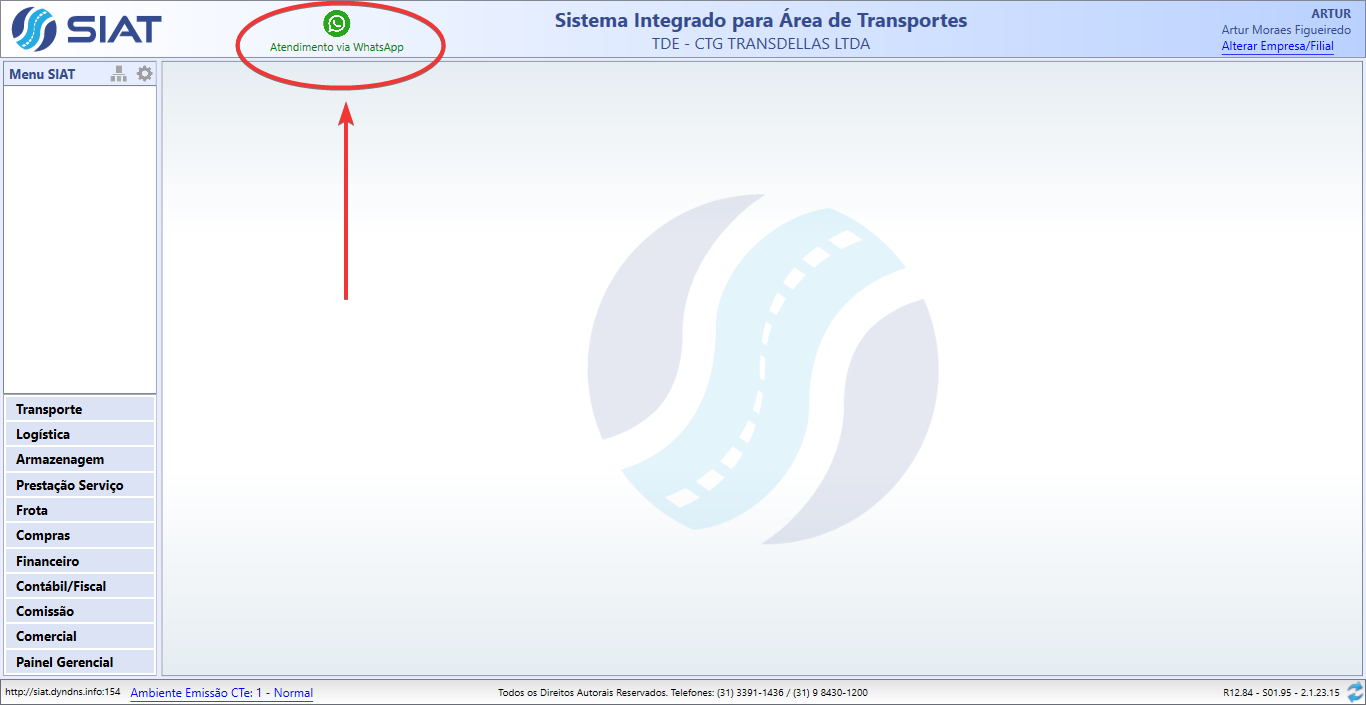 SIAT
Atendimento via WhatsApp
Sistema Integrado para Área de Transportes
TDE - CTG TRANSDELLAS LTDA
ARTUR
Artur Moraes Figueiredo
Alterar Empresa/Filial
Menu SIAT
Transporte
Logística
Armazenagem
Prestação Serviço
Frota
Compras
Financeiro
Contábil/Fiscal
Comissão
Comercial
Painel Gerencial
http://siat.dyndns.info:154
Ambiente Emissão CTe: 1 - Normal
Todos os Direitos Autorais Reservados. Telefones: (31) 3391-1436 / (31) 9 8430-1200
R12.84 - S01.95 - 2.1.23.15